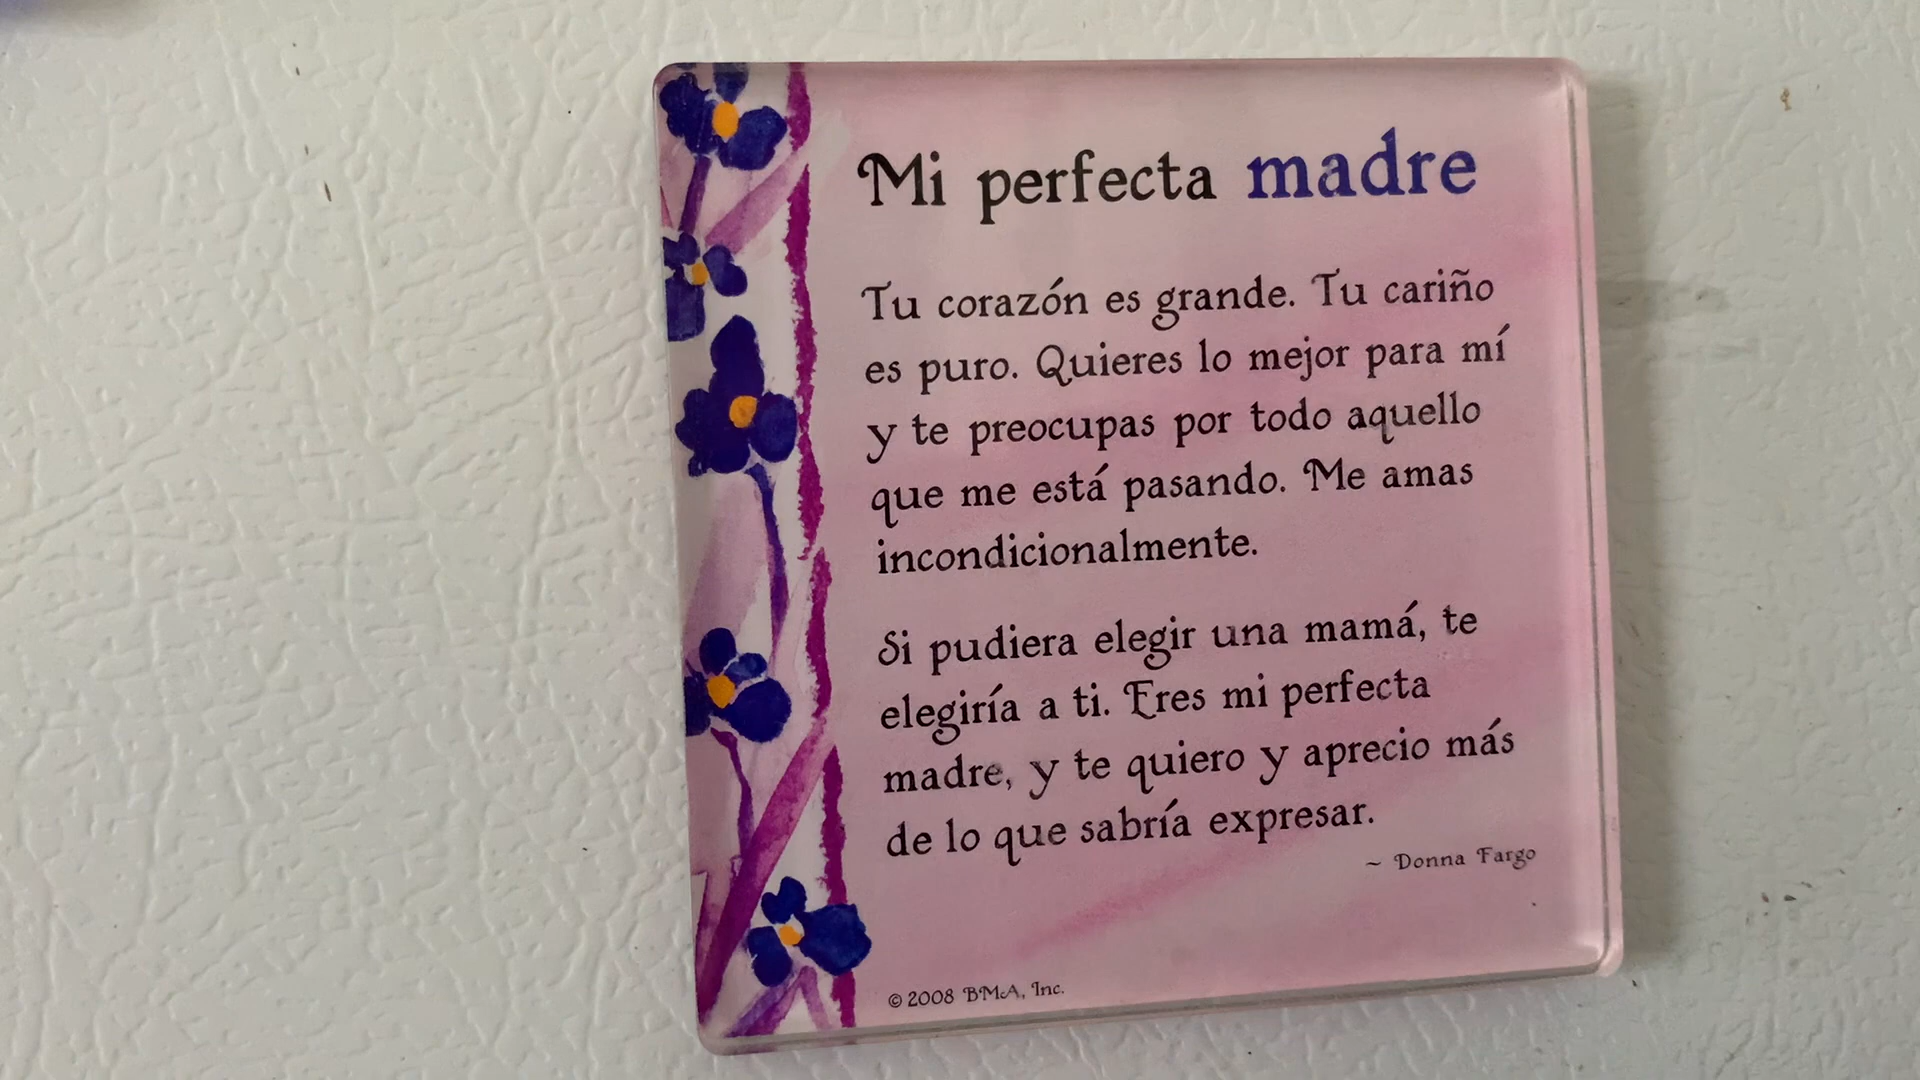 Mi perfecta madre
Tu corazón es grande. Tu cariño
es puro. Quieres lo mejor para mí
y te preocupas por todo aquello
que me está pasando. Me amas
incondicionalmente.
Si pudiera elegir una mamá, te
elegiría a ti. Eres mi perfecta
madre, y te quiero y aprecio más
de lo que sabría expresar.
~ Donna Fargo
© 2008 BMA, Inc.